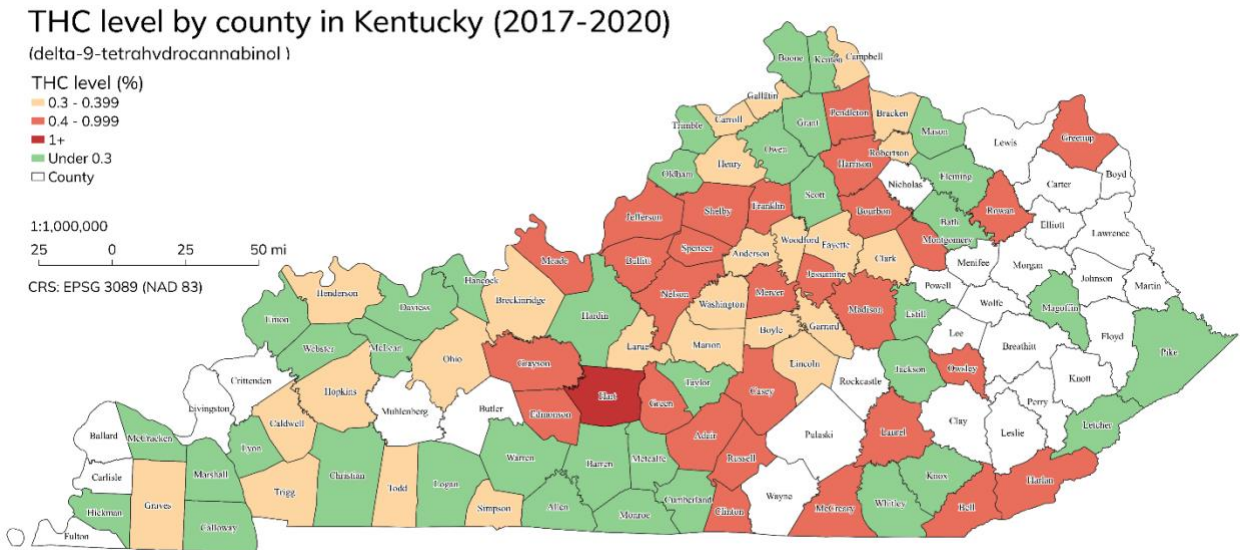 THC level by county in Kentucky (2017-2020)
(delta-9-tetrahydrocannabinol )
THC level (%)
0.3 - 0.399
0.4 - 0.999
1+
Under 0.3
County
1:1,000,000
25 0 25 50 mi
CRS: EPSG 3089 (NAD 83)
Boone
Kenton
Campbell
Gallatin
Carroll
Trimble
Grant
Pendleton
Bracken
Mason
Lewis
Greenup
Owen
Henry
Robertson
Harrison
Fleming
Carter
Boyd
Oldham
Nicholas
Scott
Rowan
Jefferson
Shelby
Franklin
Bourbon
Bath
Elliott
Lawrence
Montgomery
Spencer
Anderson
Woodford
Fayette
Clark
Menifee
Morgan
Meade
Bullitt
Jessamine
Powell
Johnson
Martin
Hancock
Nelson
Mercer
Wolfe
Magoffin
Henderson
Daviess
Breckinridge
Washington
Madison
Estill
Union
Hardin
Boyle
Garrard
Lee
Floyd
Webster
McLean
Larue
Marion
Breathitt
Pike
Ohio
Grayson
Lincoln
Jackson
Owsley
Knott
Crittenden
Hopkins
Hart
Taylor
Rockcastle
Perry
Livingston
Muhlenberg
Butler
Edmonson
Green
Casey
Clay
Letcher
Caldwell
Pulaski
Laurel
Leslie
Ballard
McCracken
Lyon
Adair
Warren
Barren
Metcalfe
Russell
Carlisle
Marshall
Christian
Logan
Knox
Harlan
Trigg
Todd
Wayne
Hickman
Graves
Simpson
Allen
Monroe
Cumberland
Clinton
McCreary
Whitley
Bell
Calloway
Fulton